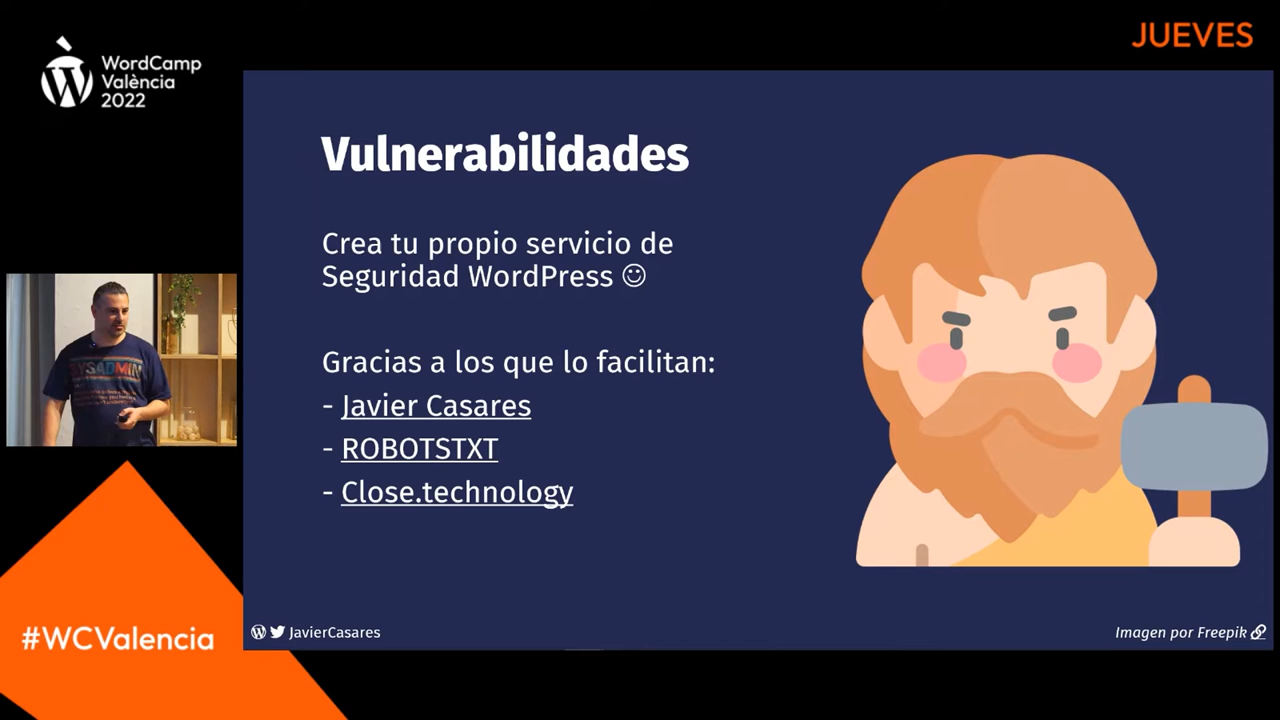 JUEVES
WordCamp
València
2022
Vulnerabilidades
Crea tu propio servicio de
Seguridad WordPress ☺
Gracias a los que lo facilitan:
- Javier Casares
- ROBOTSTXT
- Close.technology
SYSADMIN
#WCValencia
JavierCasares
Imagen por Freepik